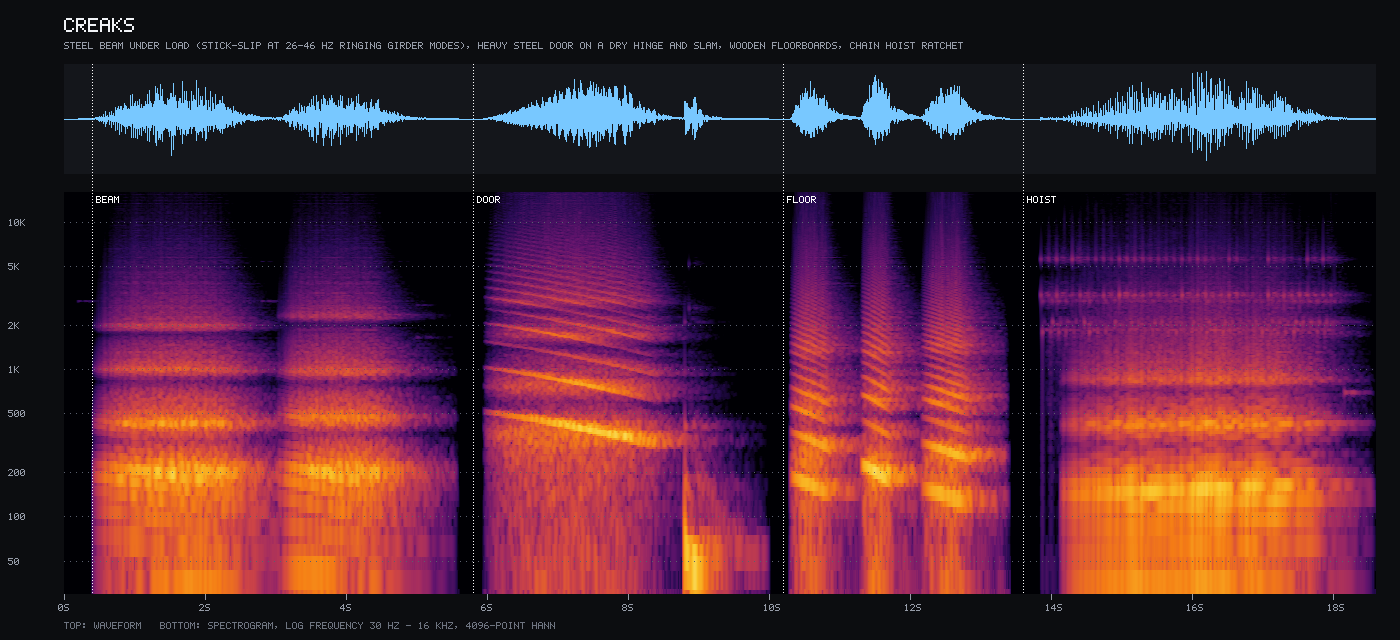 CREAKS
STEEL BEAM UNDER LOAD (STICK-SLIP AT 26-46 HZ RINGING GIRDER MODES), HEAVY STEEL DOOR ON A DRY HINGE AND SLAM, WOODEN FLOORBOARDS, CHAIN HOIST RATCHET
BEAM DOOR FLOOR HOIST
10K
5K
2K
1K
500
200
100
50
0S 2S 4S 6S 8S 10S 12S 14S 16S 18S
TOP: WAVEFORM BOTTOM: SPECTROGRAM, LOG FREQUENCY 30 HZ - 16 KHZ, 4096-POINT HANN